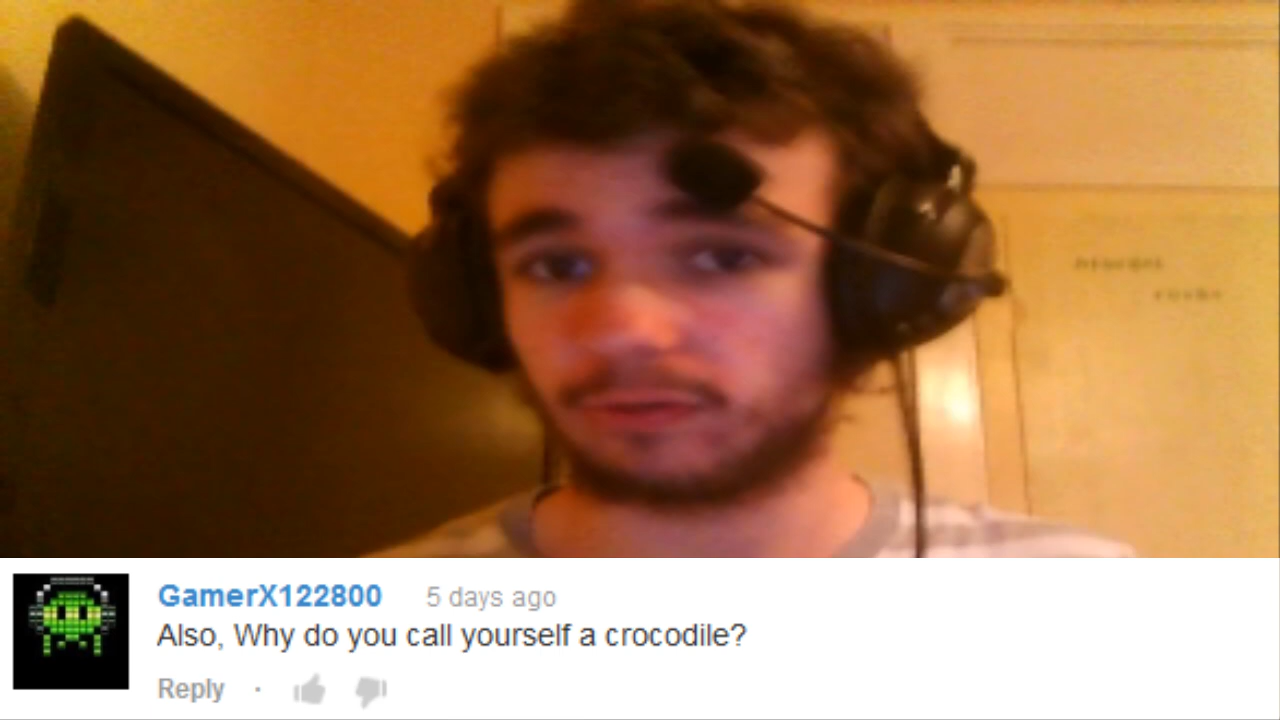 GamerX122800 5 days ago
Also, Why do you call yourself a crocodile?
Reply ·